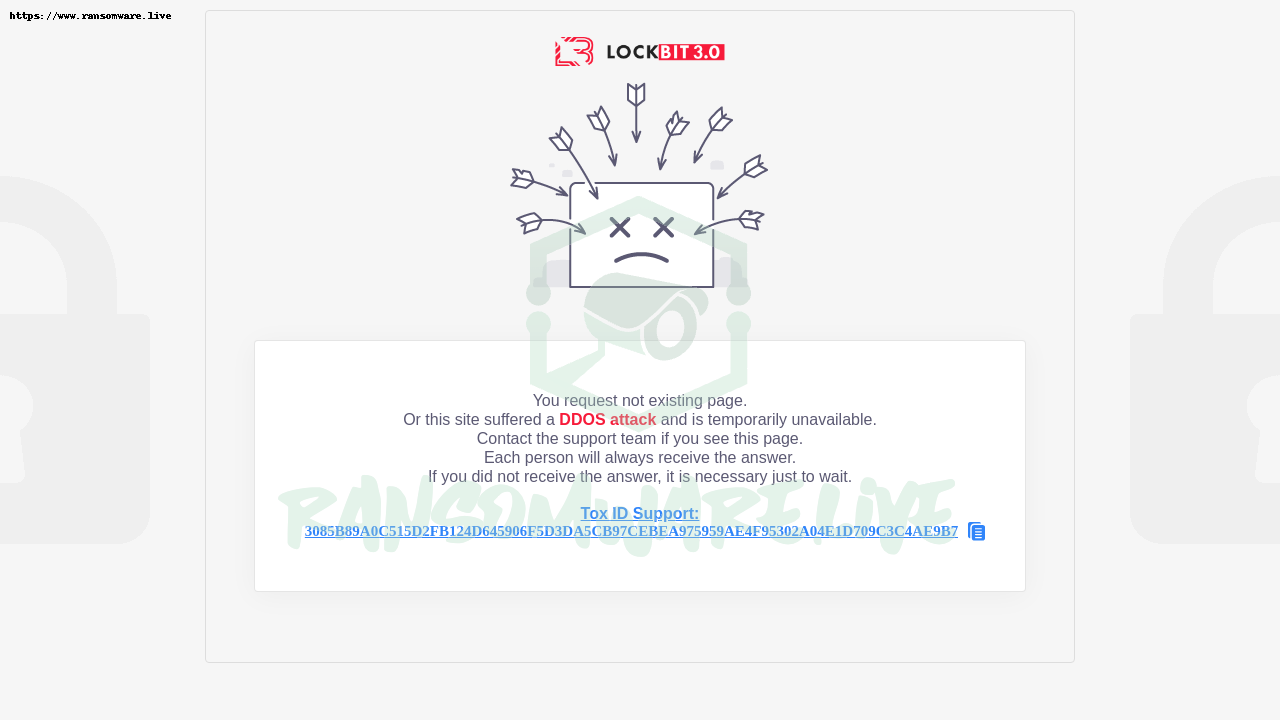 https://www.ransomware.live
LOCKBIT 3.0
You request not existing page.
Or this site suffered a DDOS attack and is temporarily unavailable.
Contact the support team if you see this page.
Each person will always receive the answer.
If you did not receive the answer, it is necessary just to wait.
RANSOMWARE.LIVE
Tox ID Support:
3085B89A0C515D2FB124D645906F5D3DA5CB97CEBEA975959AE4F95302A04E1D709C3C4AE9B7